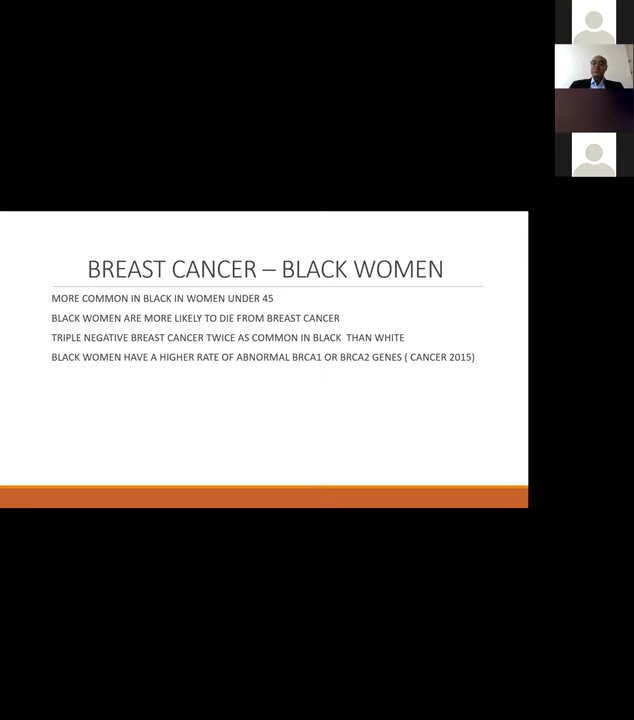 BREAST CANCER – BLACK WOMEN
MORE COMMON IN BLACK IN WOMEN UNDER 45
BLACK WOMEN ARE MORE LIKELY TO DIE FROM BREAST CANCER
TRIPLE NEGATIVE BREAST CANCER TWICE AS COMMON IN BLACK THAN WHITE
BLACK WOMEN HAVE A HIGHER RATE OF ABNORMAL BRCA1 OR BRCA2 GENES ( CANCER 2015)